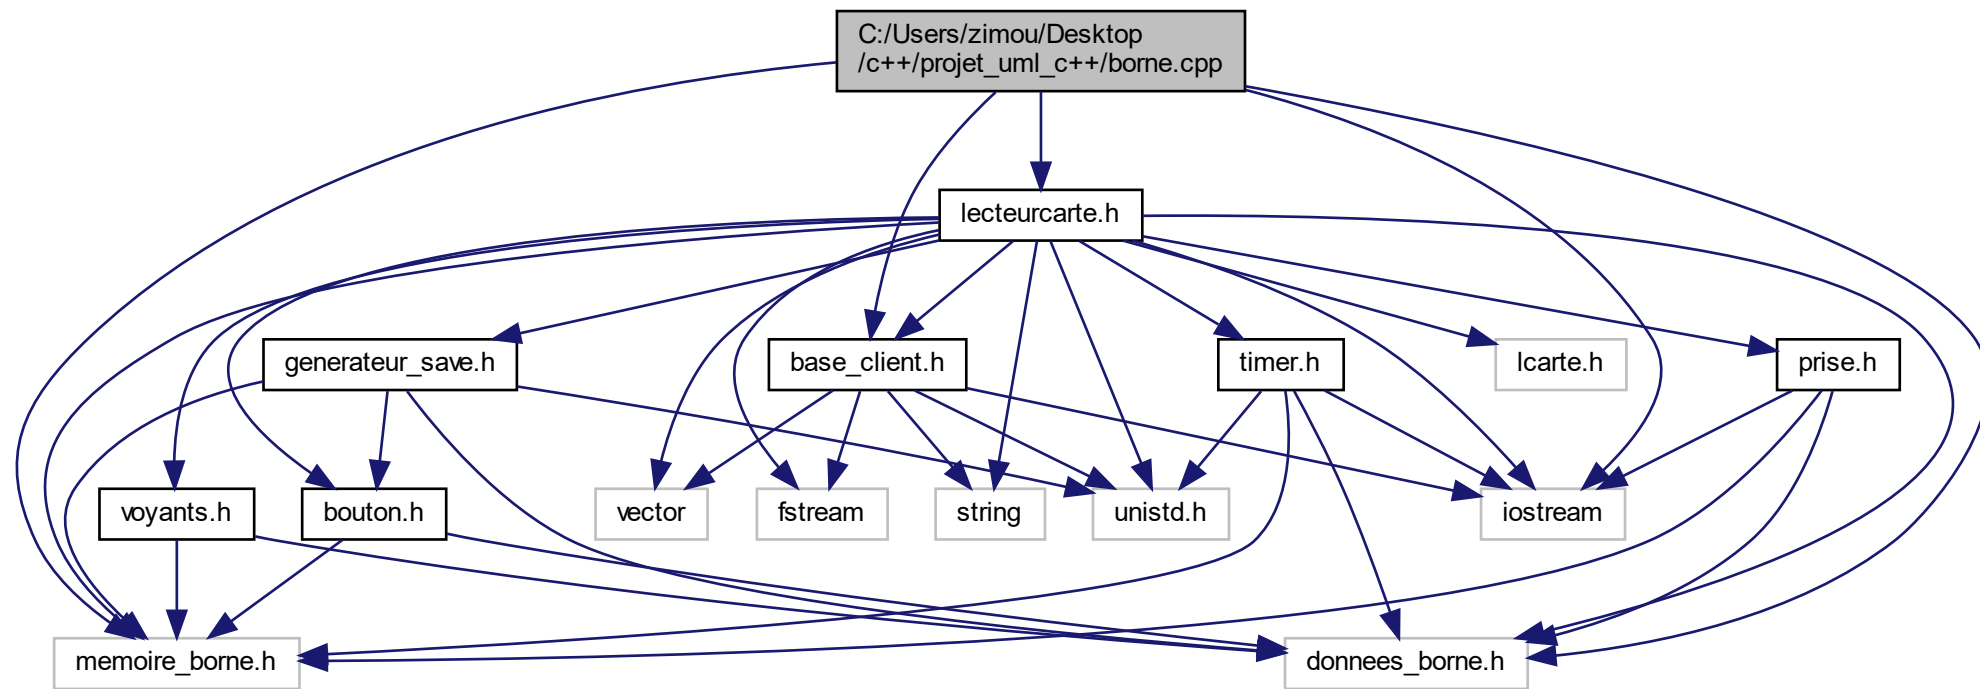 C:/Users/zimou/Desktop
/c++/projet_uml_c++/borne.cpp
lecteurcarte.h
generateur_save.h
base_client.h
timer.h
lcarte.h
prise.h
voyants.h
bouton.h
vector
fstream
string
unistd.h
iostream
memoire_borne.h
donnees_borne.h